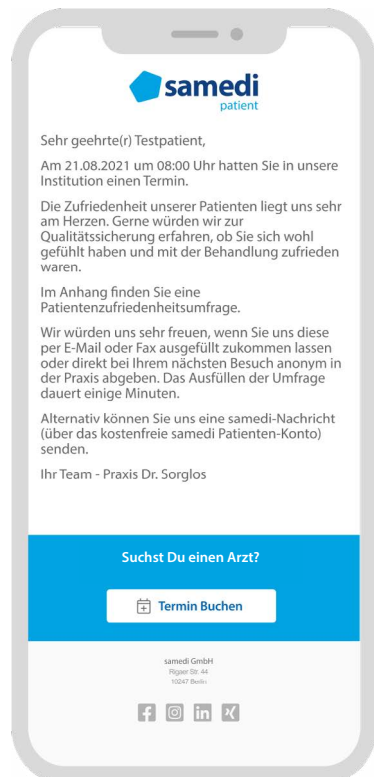 samedi
patient
Sehr geehrte(r) Testpatient,
Am 21.08.2021 um 08:00 Uhr hatten Sie in unsere
Institution einen Termin.
Die Zufriedenheit unserer Patienten liegt uns sehr
am Herzen. Gerne würden wir zur
Qualitätssicherung erfahren, ob Sie sich wohl
gefühlt haben und mit der Behandlung zufrieden
waren.
Im Anhang finden Sie eine
Patientenzufriedenheitsumfrage.
Wir würden uns sehr freuen, wenn Sie uns diese
per E-Mail oder Fax ausgefüllt zukommen lassen
oder direkt bei Ihrem nächsten Besuch anonym in
der Praxis abgeben. Das Ausfüllen der Umfrage
dauert einige Minuten.
Alternativ können Sie uns eine samedi-Nachricht
(über das kostenfreie samedi Patienten-Konto)
senden.
Ihr Team - Praxis Dr. Sorglos
Suchst Du einen Arzt?
Termin Buchen
samedi GmbH
Rigaer Str. 44
10247 Berlin